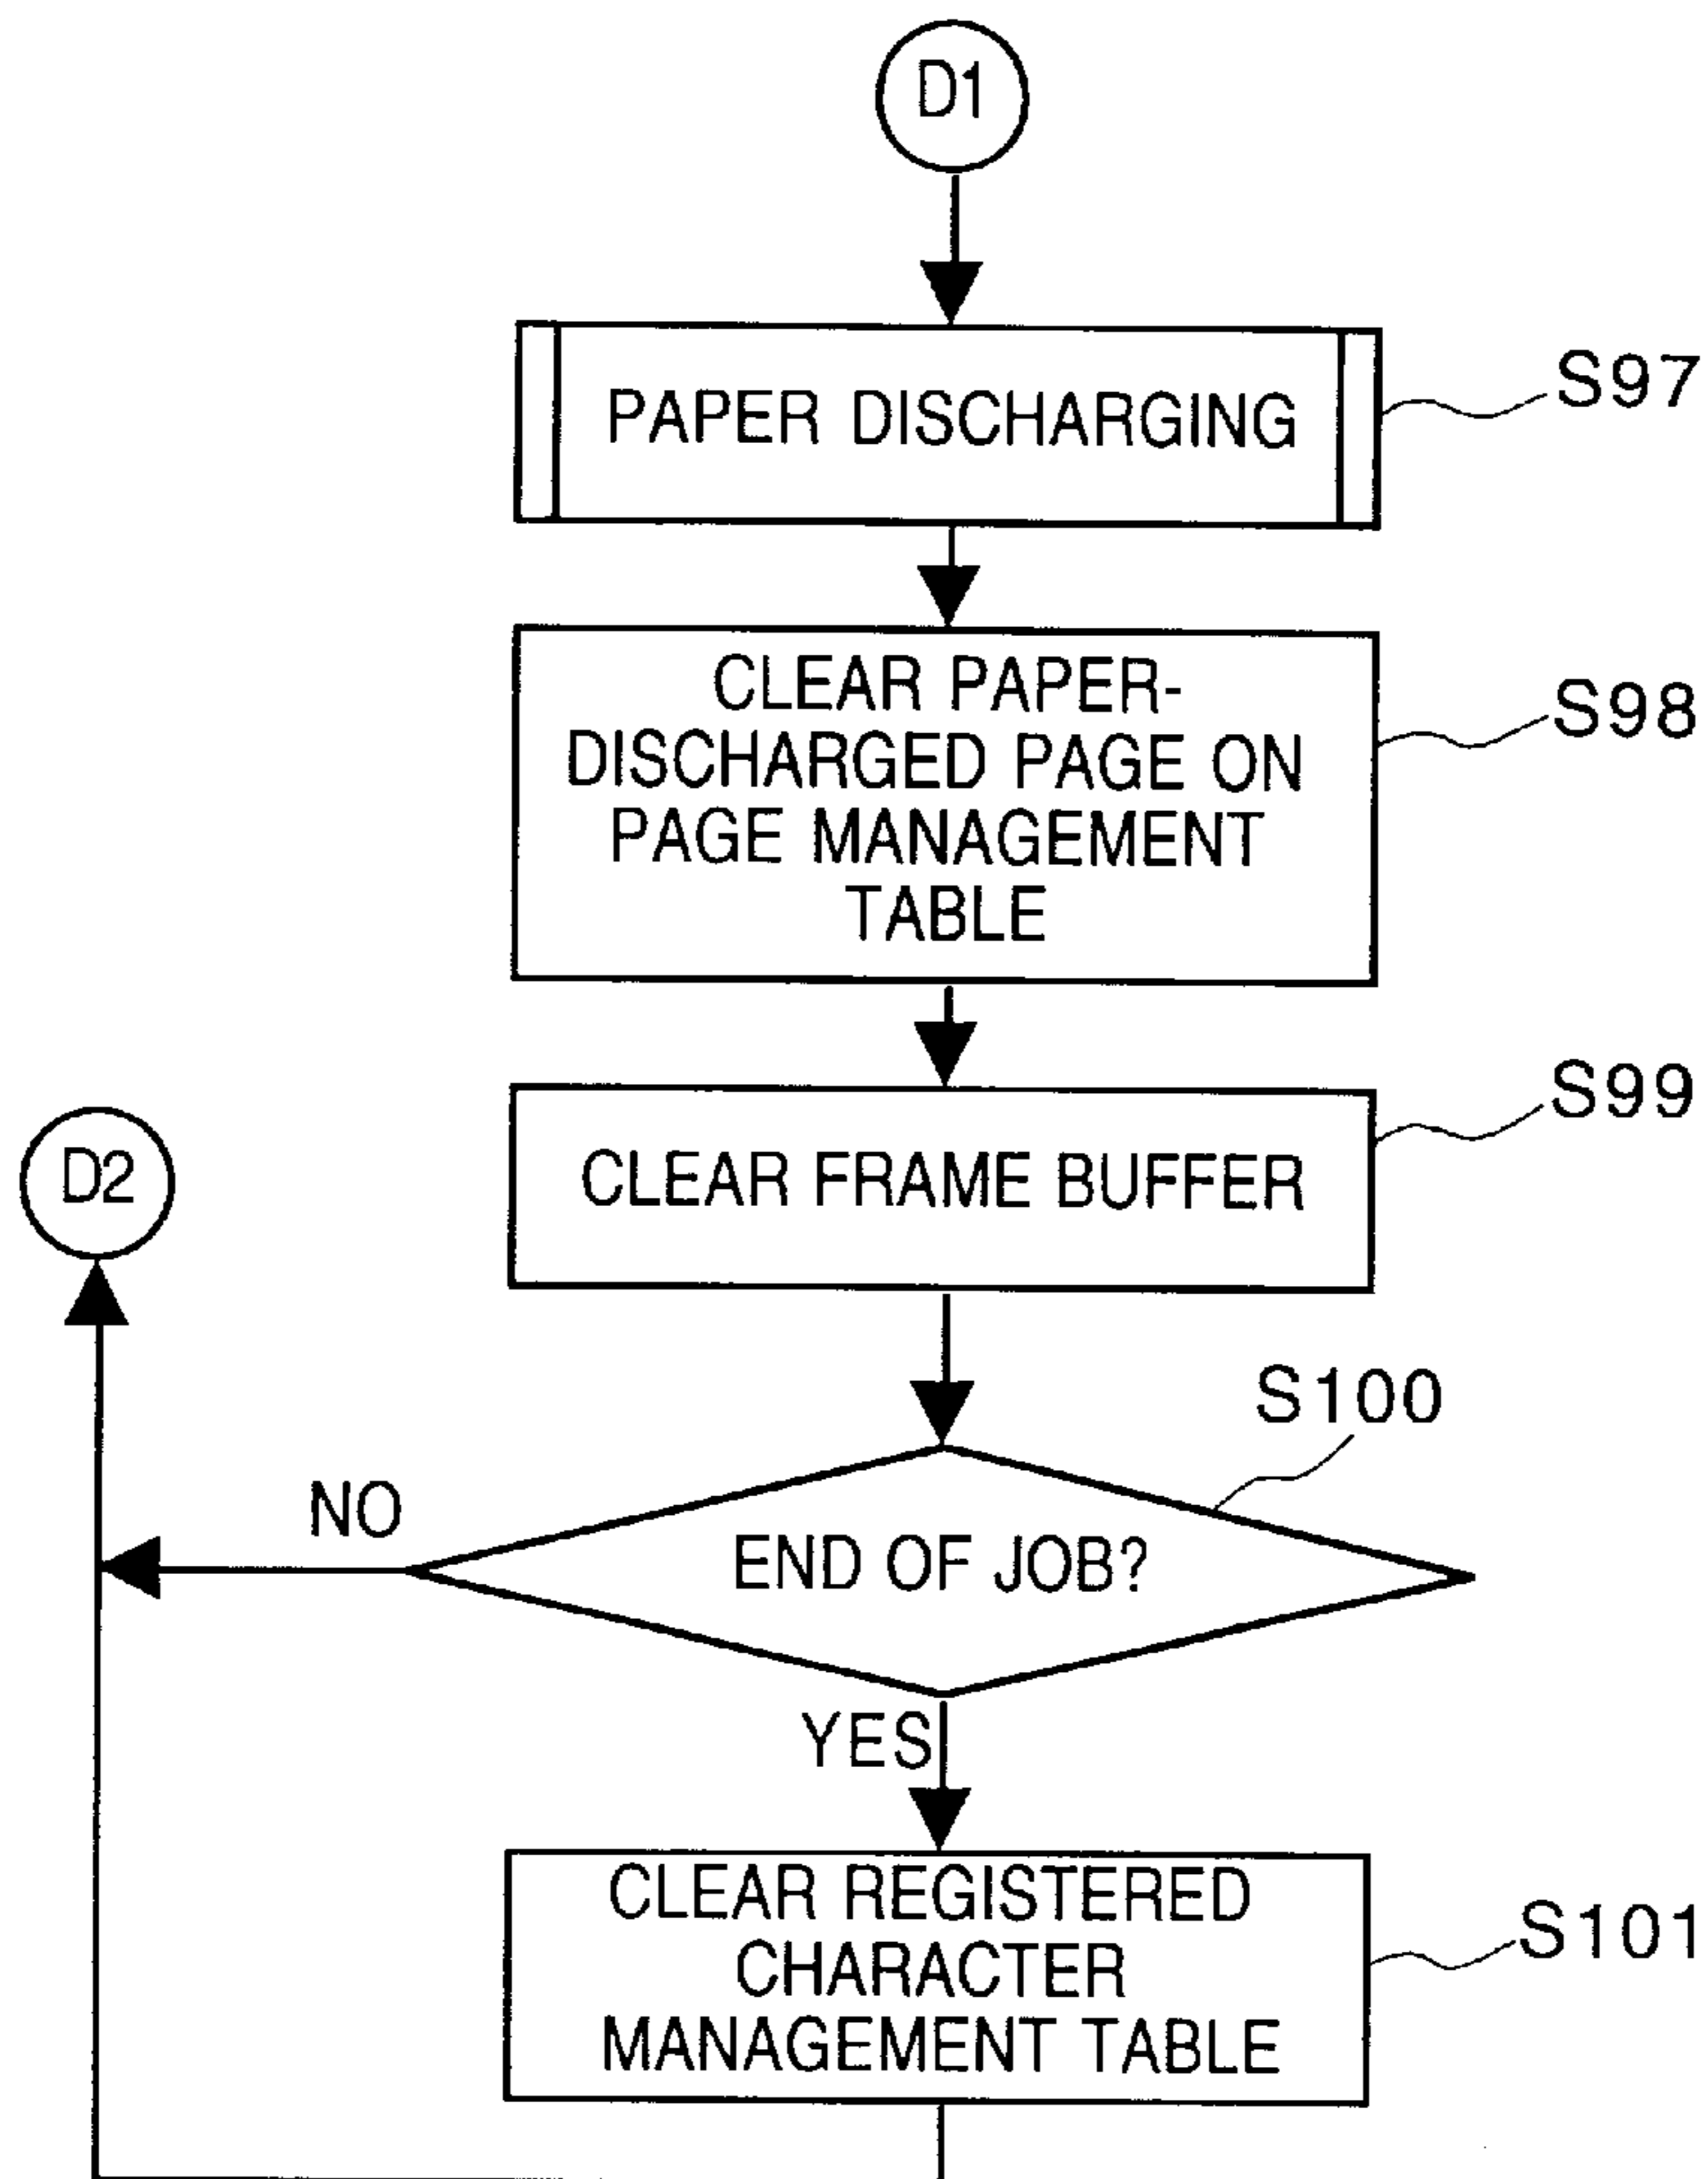 D1
PAPER DISCHARGING
S97
CLEAR PAPER-
DISCHARGED PAGE ON
PAGE MANAGEMENT
TABLE
S98
CLEAR FRAME BUFFER
S99
D2
S100
END OF JOB?
NO
YES
CLEAR REGISTERED
CHARACTER
MANAGEMENT TABLE
S101